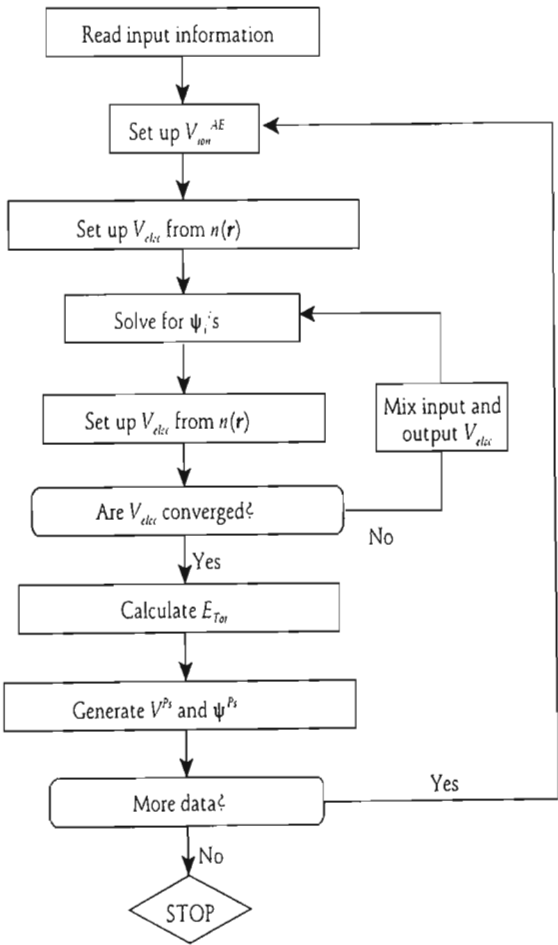 Read input information
Set up V_ion^AE
Set up V_elec from n(r)
Solve for ψ_i's
Set up V_elec from n(r)
Mix input and
output V_elec
Are V_elec converged?
No
Yes
Calculate E_Tot
Generate V^Ps and ψ^Ps
More data?
Yes
No
STOP